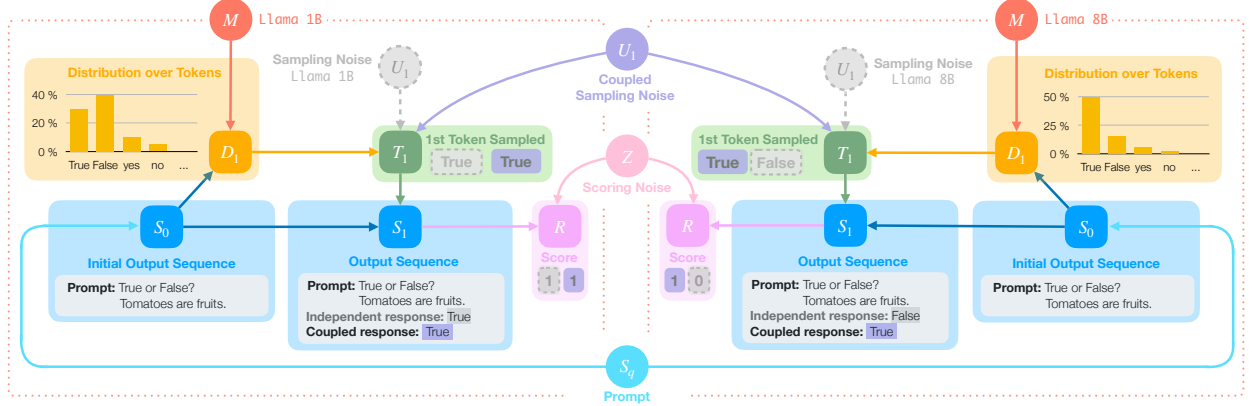 M Llama 1B
M Llama 8B
Sampling Noise
Llama 1B
U1
U1
Coupled
Sampling Noise
U1
Sampling Noise
Llama 8B
Distribution over Tokens
40 %
20 %
0 %
True False yes no ...
D1
T1
1st Token Sampled
True True
Z
Scoring Noise
1st Token Sampled
True False
T1
D1
Distribution over Tokens
50 %
25 %
0 %
True False yes no ...
S0
Initial Output Sequence
Prompt: True or False?
Tomatoes are fruits.
S1
Output Sequence
Prompt: True or False?
Tomatoes are fruits.
Independent response: True
Coupled response: True
R
Score
1 1
R
Score
1 0
S1
Output Sequence
Prompt: True or False?
Tomatoes are fruits.
Independent response: False
Coupled response: True
S0
Initial Output Sequence
Prompt: True or False?
Tomatoes are fruits.
Sq
Prompt